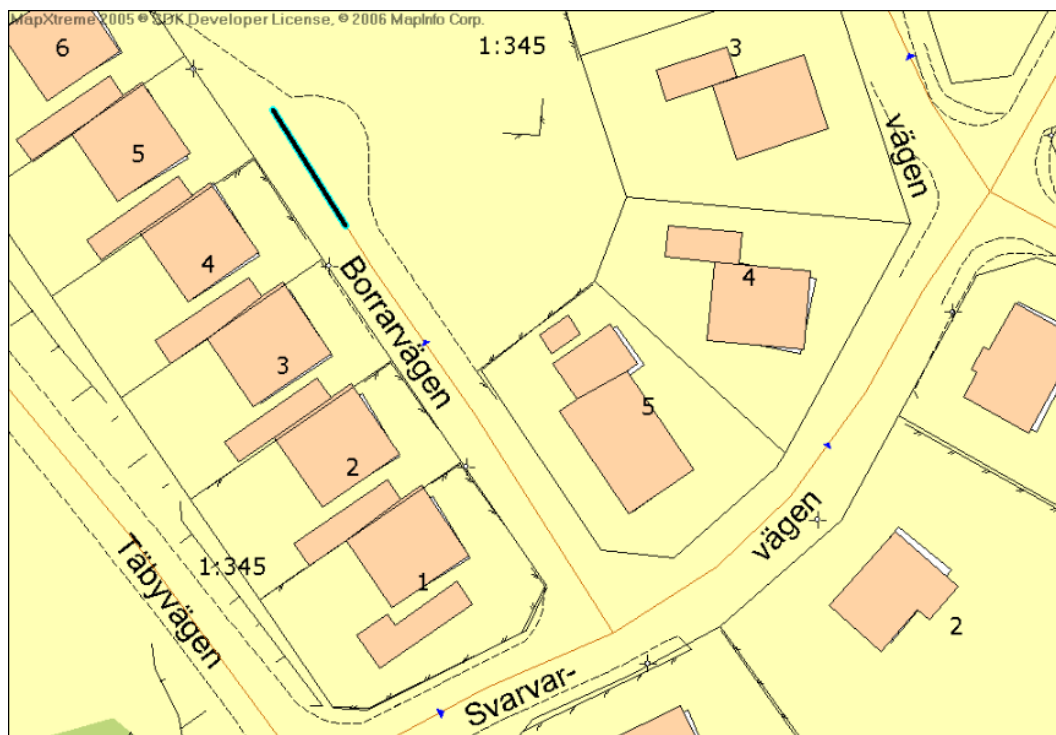 MapXtreme 2005 ® SDK Developer License, © 2006 MapInfo Corp.
6
1:345
3
5
vägen
4
4
Borrarvägen
3
5
2
vägen
Täbyvägen
1:345
1
2
Svarvar-